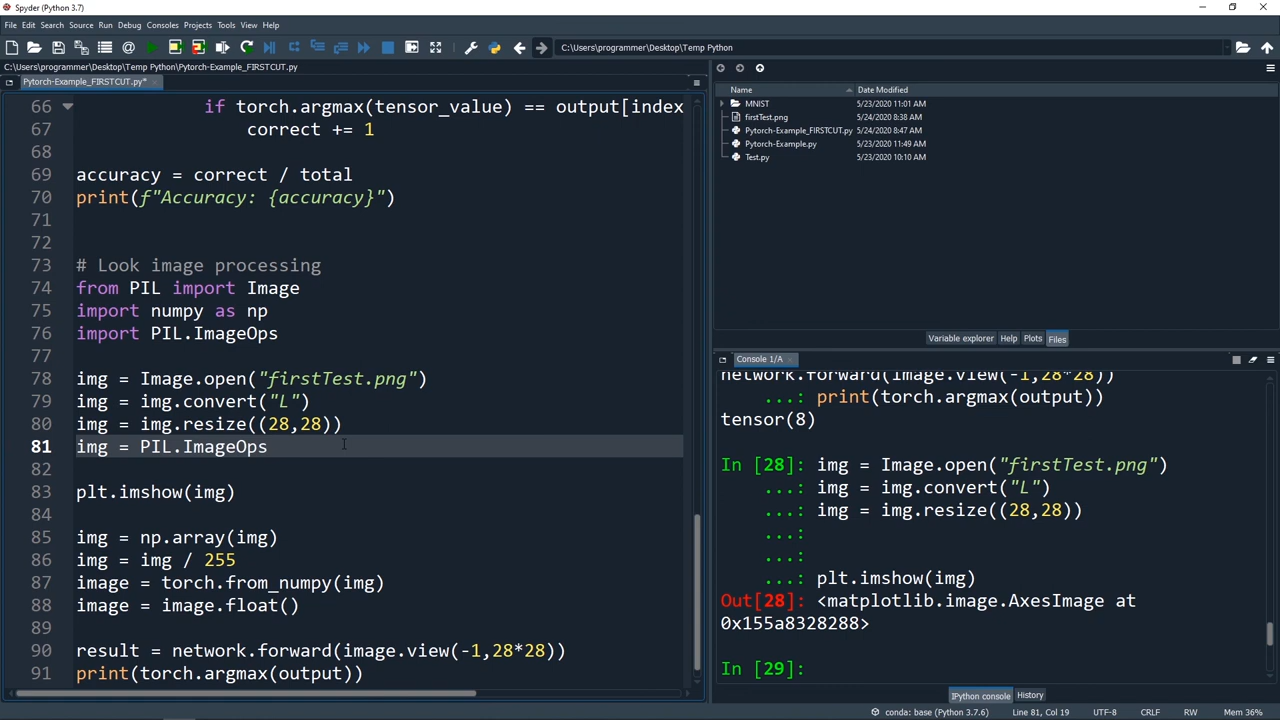 Spyder (Python 3.7)
File Edit Search Source Run Debug Consoles Projects Tools View Help
C:\Users\programmer\Desktop\Temp Python
C:\Users\programmer\Desktop\Temp Python\Pytorch-Example_FIRSTCUT.py
Pytorch-Example_FIRSTCUT.py*
66 if torch.argmax(tensor_value) == output[index
67 correct += 1
68
69 accuracy = correct / total
70 print(f"Accuracy: {accuracy}")
71
72
73 # Look image processing
74 from PIL import Image
75 import numpy as np
76 import PIL.ImageOps
77
78 img = Image.open("firstTest.png")
79 img = img.convert("L")
80 img = img.resize((28,28))
81 img = PIL.ImageOps
82
83 plt.imshow(img)
84
85 img = np.array(img)
86 img = img / 255
87 image = torch.from_numpy(img)
88 image = image.float()
89
90 result = network.forward(image.view(-1,28*28))
91 print(torch.argmax(output))
Name Date Modified
MNIST 5/23/2020 11:01 AM
firstTest.png 5/24/2020 8:38 AM
Pytorch-Example_FIRSTCUT.py 5/24/2020 8:47 AM
Pytorch-Example.py 5/23/2020 11:49 AM
Test.py 5/23/2020 10:10 AM
Variable explorer Help Plots Files
Console 1/A
network.forward(image.view(-1,28*28))
...: print(torch.argmax(output))
tensor(8)
In [28]: img = Image.open("firstTest.png")
...: img = img.convert("L")
...: img = img.resize((28,28))
...:
...:
...: plt.imshow(img)
Out[28]: <matplotlib.image.AxesImage at
0x155a8328288>
In [29]:
IPython console History
conda: base (Python 3.7.6) Line 81, Col 19 UTF-8 CRLF RW Mem 36%